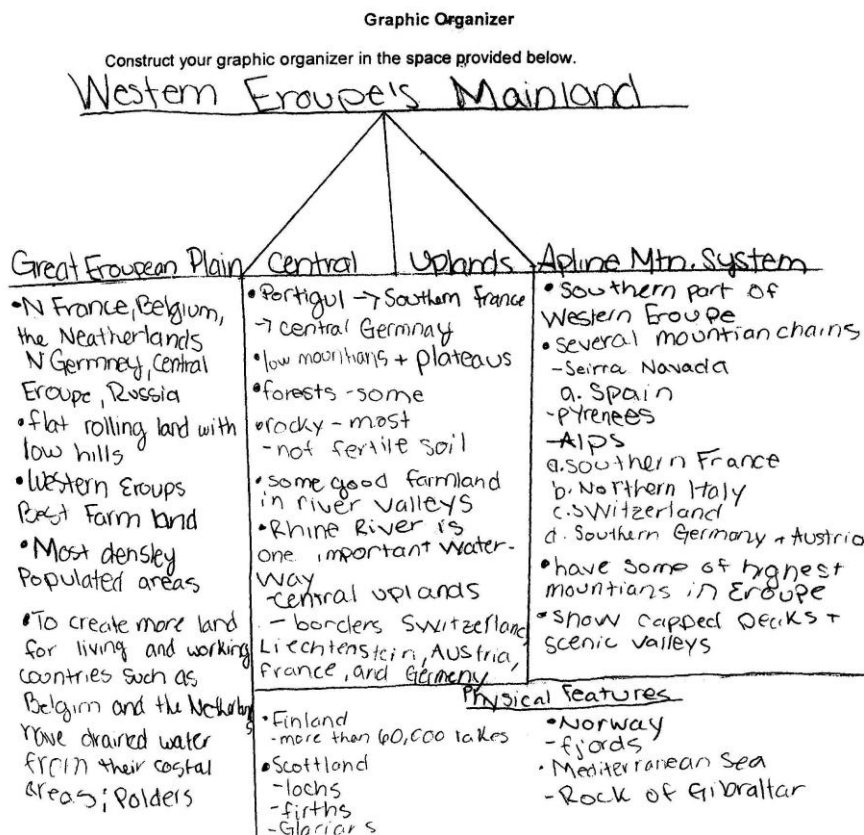 Graphic Organizer
Construct your graphic organizer in the space provided below.
Western Eroupe's Mainland
Great Eroupean Plain
•N France, Belgium,
the Neatherlands
N Germney, Central
Eroupe, Russia
•flat rolling land with
low hills
•Western Eroups
Best Farm land
•Most densley
Populated areas
•To create more land
for living and working
countries such as
Belgim and the Netherlands
have drained water
from their costal
areas; Polders
Central Uplands
•Portigul → Southern France
→ central Germnay
•low mountians + plateaus
•forests - some
•rocky - most
- not fertile soil
•some good farmland
in river valleys
•Rhine River is
one important water-
way
-central uplands
- borders Switzerland,
Liechtenstein, Austria,
France, and Germeny
Apline Mtn. System
•Southern part of
Western Eroupe
•several mountian chains
-Seirra Navada
a. Spain
-pyrenees
-Alps
a. southern France
b. Northern Italy
c. Switzerland
d. Southern Germany + Austria
•have some of highest
mountians in Eroupe
•snow capped peaks +
scenic valleys
Physical Features
•Finland
-more than 60,000 lakes
•Scottland
-lochs
-firths
-Glaciars
•Norway
-fjords
•Mediterranean Sea
-Rock of Gibraltar